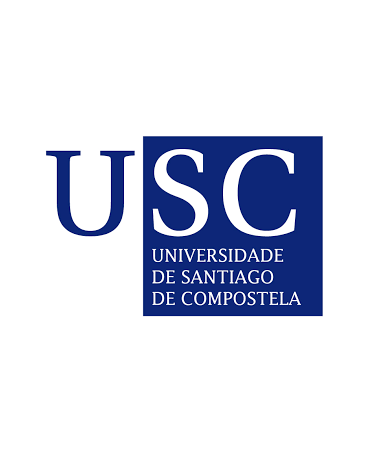 USC
UNIVERSIDADE
DE SANTIAGO
DE COMPOSTELA